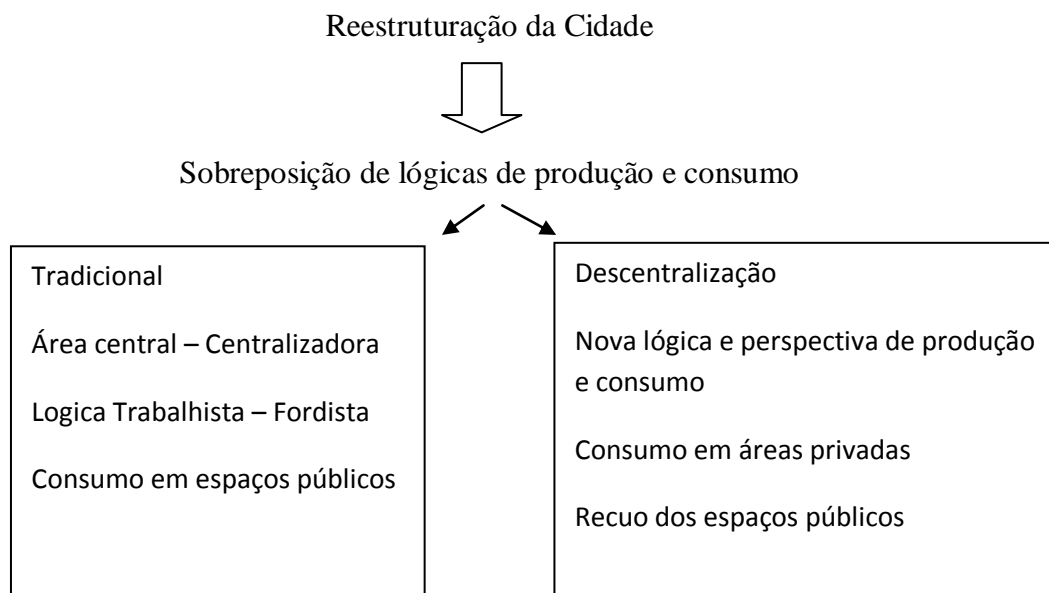 Reestruturação da Cidade
Sobreposição de lógicas de produção e consumo
Tradicional
Área central – Centralizadora
Logica Trabalhista – Fordista
Consumo em espaços públicos
Descentralização
Nova lógica e perspectiva de produção
e consumo
Consumo em áreas privadas
Recuo dos espaços públicos